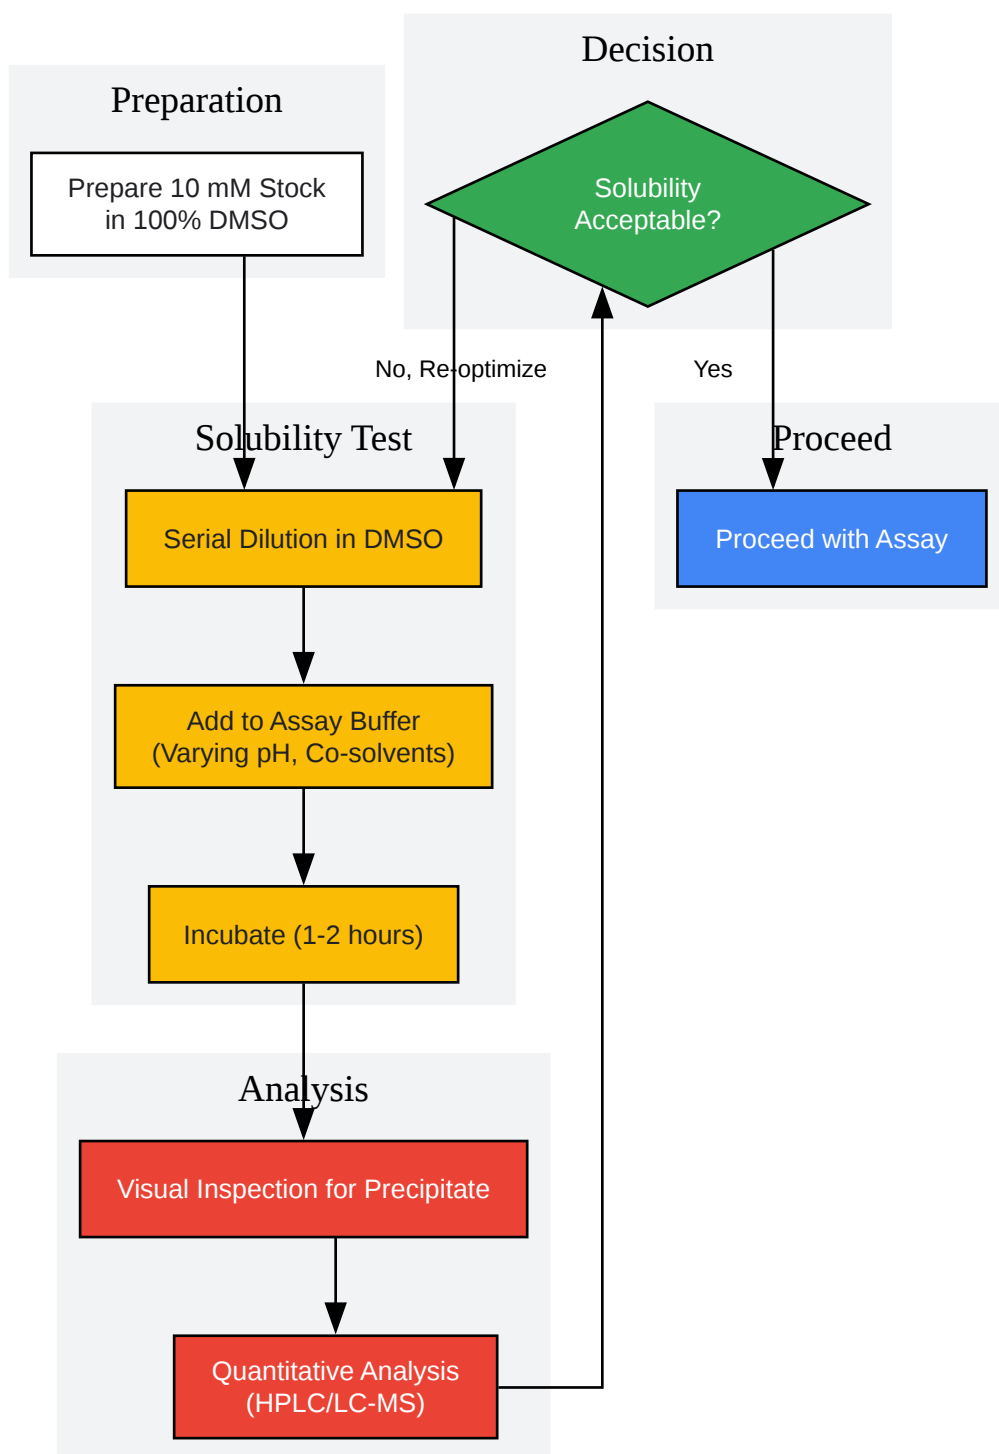 Preparation
Prepare 10 mM Stock
in 100% DMSO
Decision
Solubility
Acceptable?
No, Re-optimize
Yes
Solubility Test
Serial Dilution in DMSO
Add to Assay Buffer
(Varying pH, Co-solvents)
Incubate (1-2 hours)
Proceed
Proceed with Assay
Analysis
Visual Inspection for Precipitate
Quantitative Analysis
(HPLC/LC-MS)